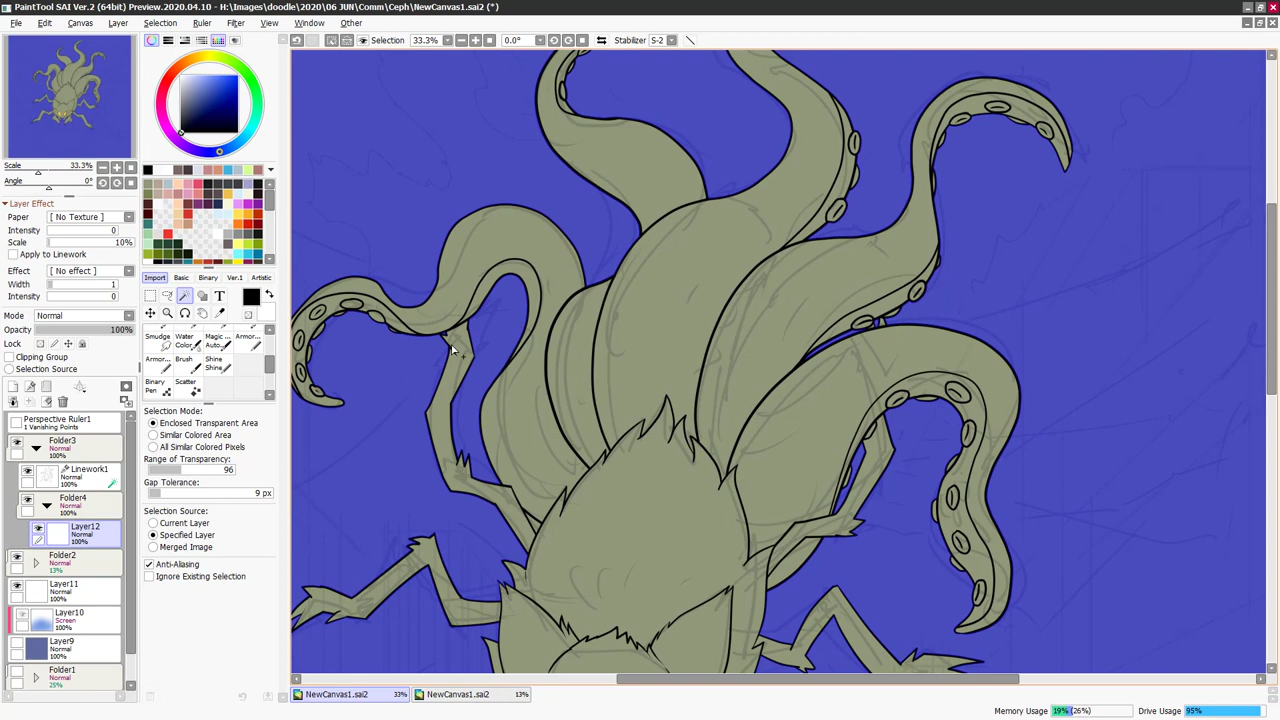 PaintTool SAI Ver.2 (64bit) Preview.2020.04.10 - H:\Images\doodle\2020\06 JUN\Comm\Ceph\NewCanvas1.sai2 (*)
File Edit Canvas Layer Selection Ruler Filter View Window Other
Selection 33.3% 0.0° Stabilizer S-2
Scale 33.3%
Angle 0°
Layer Effect
Paper [ No Texture ]
Intensity 0
Scale 10%
Apply to Linework
Effect [ No effect ]
Width 1
Intensity 0
Mode Normal
Opacity 100%
Lock
Clipping Group
Selection Source
Perspective Ruler1
1 Vanishing Points
Folder3
Normal
100%
Linework1
Normal
100%
Folder4
Normal
100%
Layer12
Normal
100%
Folder2
Normal
13%
Layer11
Normal
100%
Layer10
Screen
100%
Layer9
Normal
60%
Folder1
Normal
25%
Import Basic Binary Ver.1 Artistic
T
Smudge Water Color... Magic ... Auto... Armor...
Armor... Brush Shine Shine...
Binary Pen Scatter
Selection Mode:
Enclosed Transparent Area
Similar Colored Area
All Similar Colored Pixels
Range of Transparency:
96
Gap Tolerance:
9 px
Selection Source:
Current Layer
Specified Layer
Merged Image
Anti-Aliasing
Ignore Existing Selection
NewCanvas1.sai2 33% NewCanvas1.sai2 13%
Memory Usage 19% (26%) Drive Usage 95%